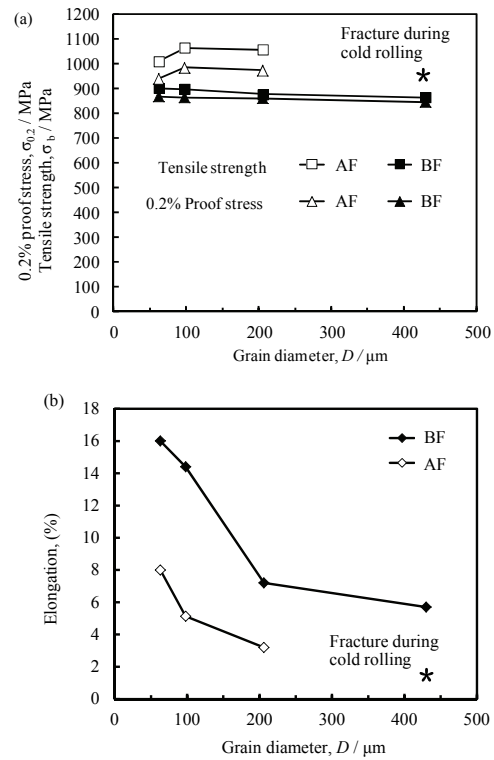 (a)
Fracture during
cold rolling
1200
1100
1000
900
800
700
600
500
400
300
200
100
0
0.2% proof stress, σ0.2 / MPa
Tensile strength, σ b / MPa
Tensile strength AF BF
0.2% Proof stress AF BF
0 100 200 300 400 500
Grain diameter, D / μm
(b)
18
16
14
12
10
8
6
4
2
0
Elongation, (%)
BF
AF
Fracture during
cold rolling
0 100 200 300 400 500
Grain diameter, D / μm